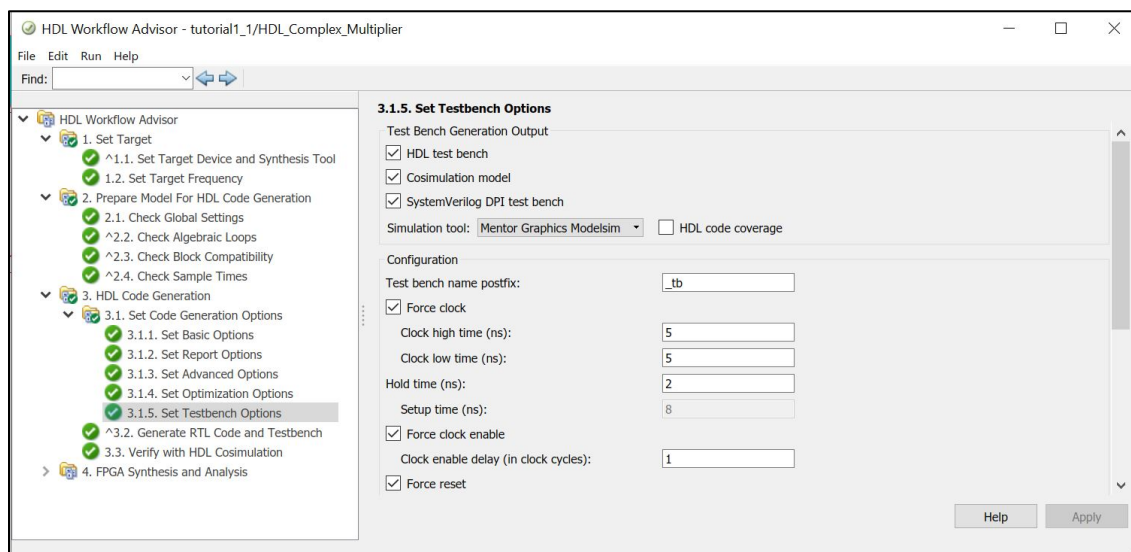 HDL Workflow Advisor - tutorial1_1/HDL_Complex_Multiplier
File Edit Run Help
Find:
HDL Workflow Advisor
1. Set Target
^1.1. Set Target Device and Synthesis Tool
1.2. Set Target Frequency
2. Prepare Model For HDL Code Generation
2.1. Check Global Settings
^2.2. Check Algebraic Loops
^2.3. Check Block Compatibility
^2.4. Check Sample Times
3. HDL Code Generation
3.1. Set Code Generation Options
3.1.1. Set Basic Options
3.1.2. Set Report Options
3.1.3. Set Advanced Options
3.1.4. Set Optimization Options
3.1.5. Set Testbench Options
^3.2. Generate RTL Code and Testbench
3.3. Verify with HDL Cosimulation
4. FPGA Synthesis and Analysis
3.1.5. Set Testbench Options
Test Bench Generation Output
HDL test bench
Cosimulation model
SystemVerilog DPI test bench
Simulation tool: Mentor Graphics Modelsim HDL code coverage
Configuration
Test bench name postfix: _tb
Force clock
Clock high time (ns): 5
Clock low time (ns): 5
Hold time (ns): 2
Setup time (ns): 8
Force clock enable
Clock enable delay (in clock cycles): 1
Force reset
Help Apply